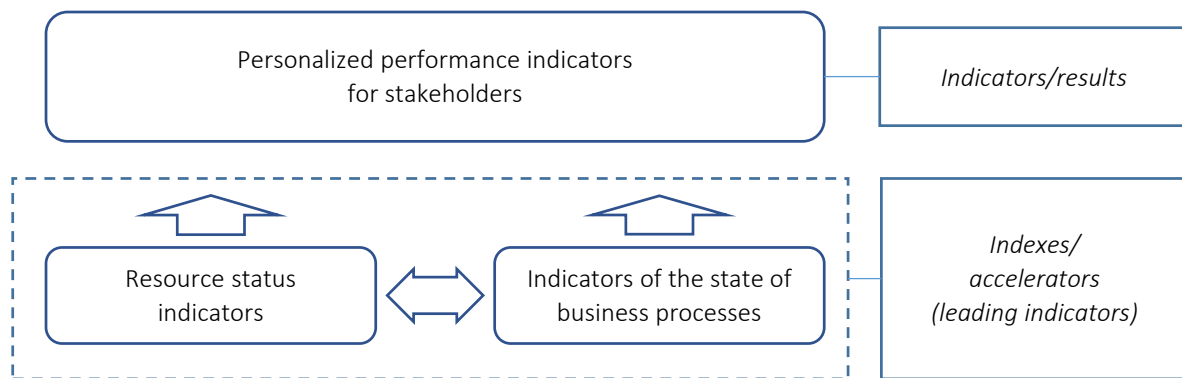 Personalized performance indicators
for stakeholders
Indicators/results
Resource status
indicators
Indicators of the state of
business processes
Indexes/
accelerators
(leading indicators)